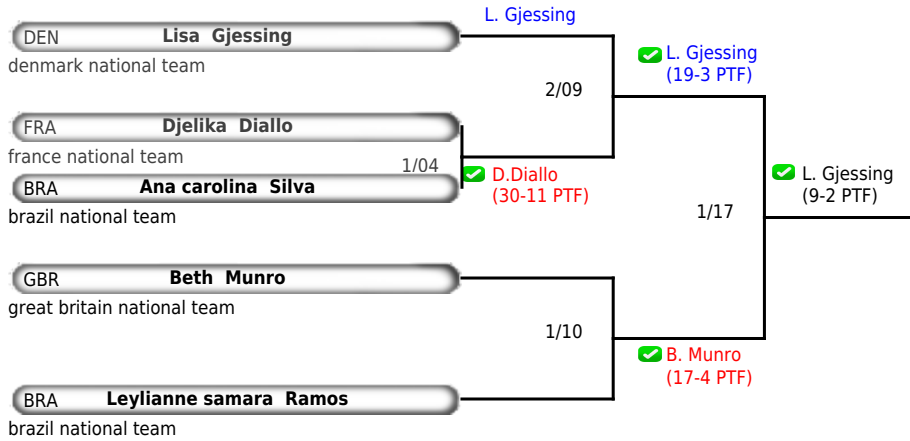 L. Gjessing
DEN Lisa Gjessing
denmark national team
L. Gjessing
(19-3 PTF)
2/09
FRA Djelika Diallo
france national team
1/04
D.Diallo
(30-11 PTF)
BRA Ana carolina Silva
brazil national team
L. Gjessing
(9-2 PTF)
1/17
GBR Beth Munro
great britain national team
1/10
B. Munro
(17-4 PTF)
BRA Leylianne samara Ramos
brazil national team